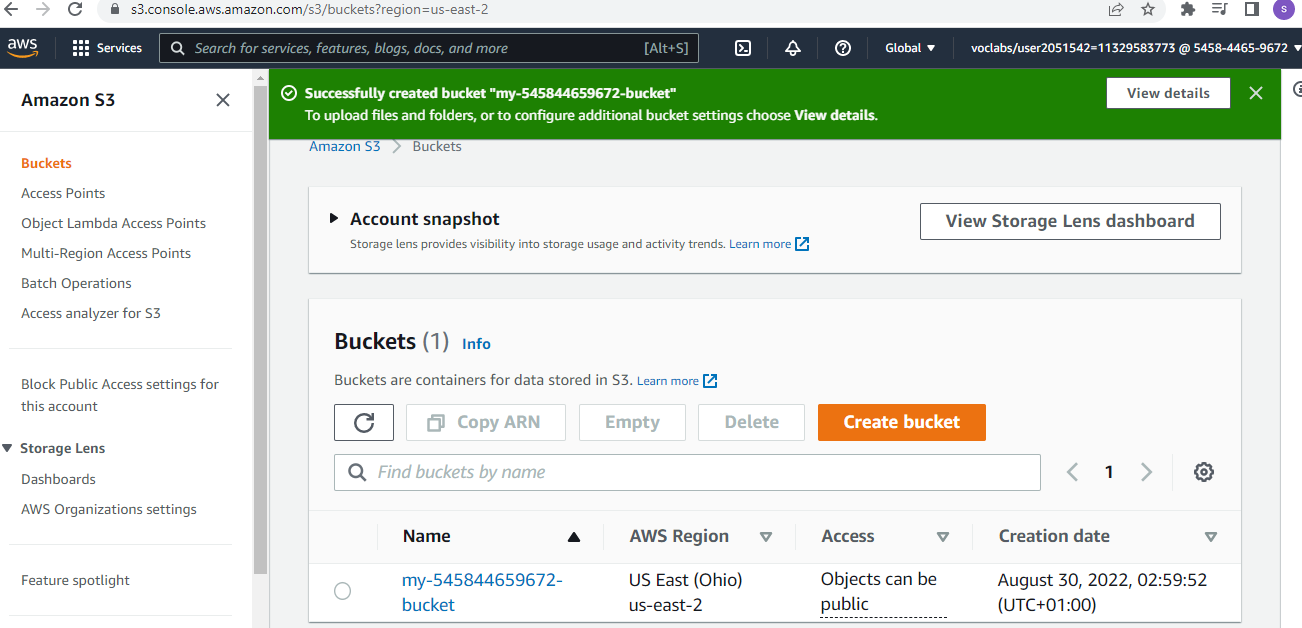 s3.console.aws.amazon.com/s3/buckets?region=us-east-2
S
aws
Services
Search for services, features, blogs, docs, and more
[Alt+S]
Global
voclabs/user2051542=11329583773 @ 5458-4465-9672
Amazon S3
Buckets
Access Points
Object Lambda Access Points
Multi-Region Access Points
Batch Operations
Access analyzer for S3
Block Public Access settings for
this account
Storage Lens
Dashboards
AWS Organizations settings
Feature spotlight
Successfully created bucket "my-545844659672-bucket"
To upload files and folders, or to configure additional bucket settings choose View details.
View details
Amazon S3
Buckets
Account snapshot
Storage lens provides visibility into storage usage and activity trends. Learn more
View Storage Lens dashboard
Buckets (1) Info
Buckets are containers for data stored in S3. Learn more
Copy ARN
Empty
Delete
Create bucket
Find buckets by name
1
Name
AWS Region
Access
Creation date
my-545844659672-
bucket
US East (Ohio)
us-east-2
Objects can be
public
August 30, 2022, 02:59:52
(UTC+01:00)